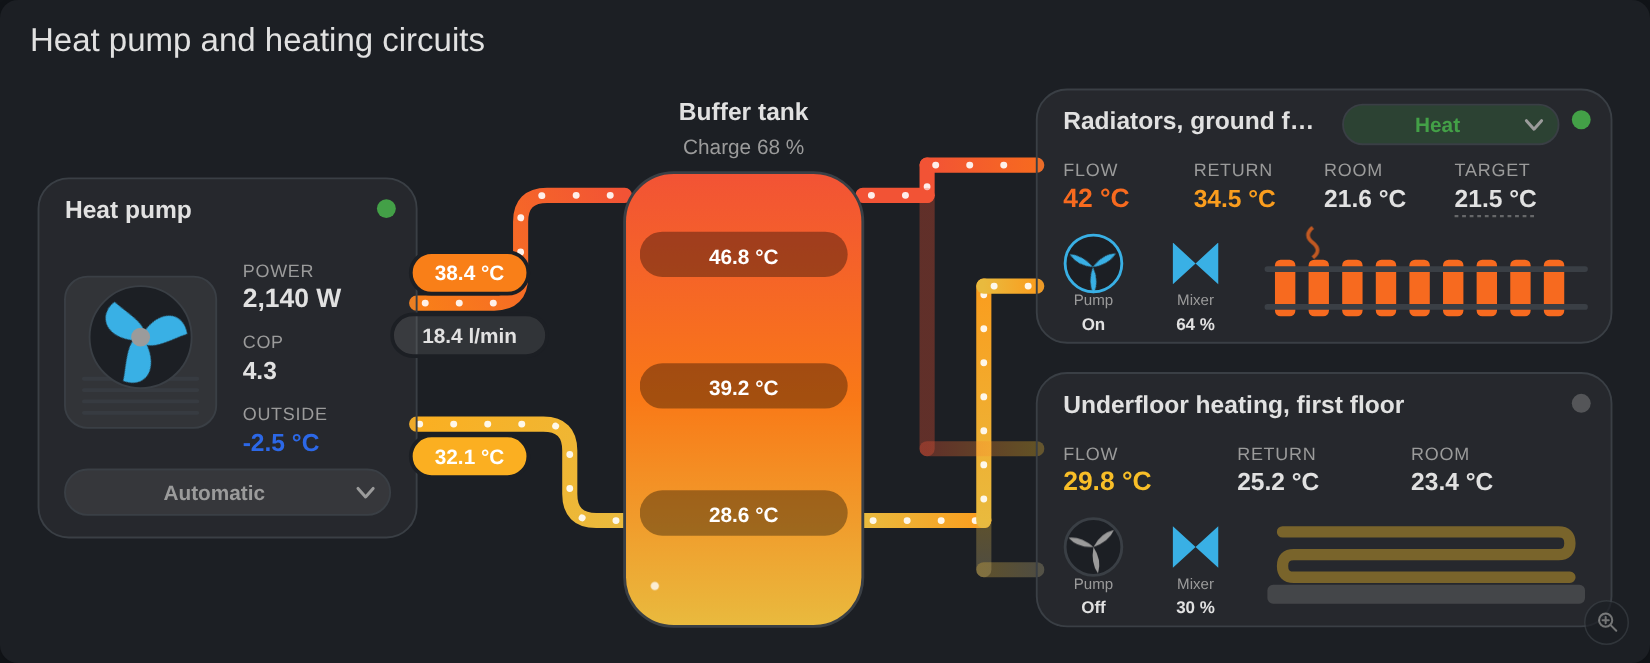 Heat pump and heating circuits
Heat pump
POWER
2,140 W
COP
4.3
OUTSIDE
-2.5 °C
Automatic
38.4 °C
18.4 l/min
32.1 °C
Buffer tank
Charge 68 %
46.8 °C
39.2 °C
28.6 °C
Radiators, ground f...
Heat
FLOW RETURN ROOM TARGET
42 °C 34.5 °C 21.6 °C 21.5 °C
Pump Mixer
On 64 %
Underfloor heating, first floor
FLOW RETURN ROOM
29.8 °C 25.2 °C 23.4 °C
Pump Mixer
Off 30 %